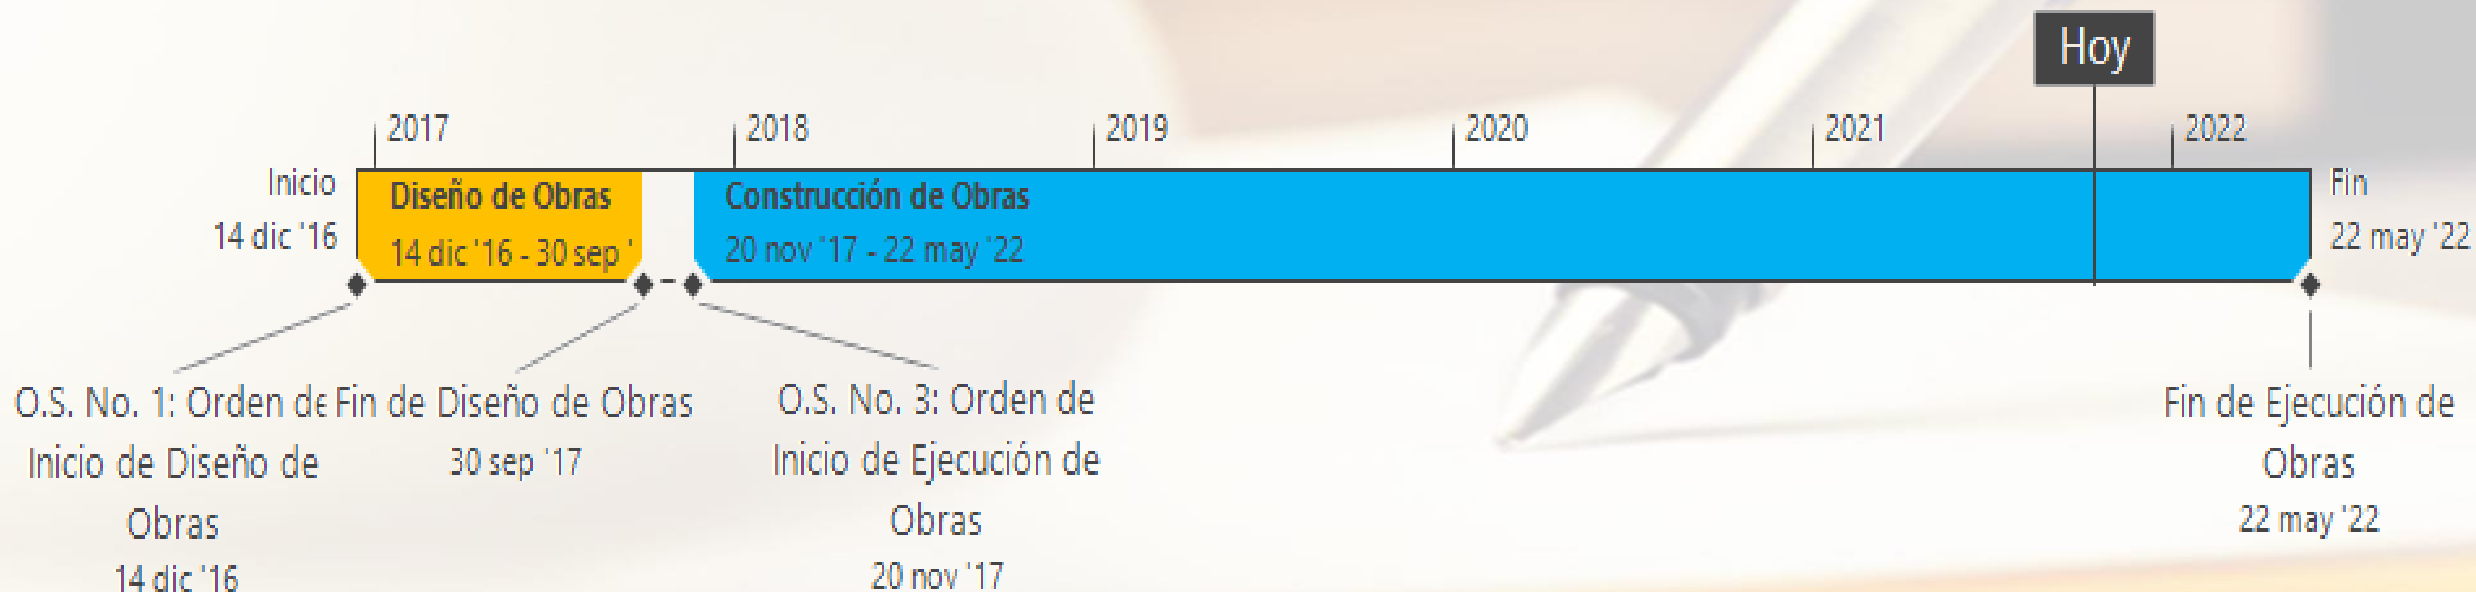 Hoy
2017
2018
2019
2020
2021
2022
Inicio
14 dic '16
Diseño de Obras
14 dic '16 - 30 sep '
Construcción de Obras
20 nov '17 - 22 may '22
Fin
22 may '22
O.S. No. 1: Orden de
Inicio de Diseño de
Obras
14 dic '16
Fin de Diseño de Obras
30 sep '17
O.S. No. 3: Orden de
Inicio de Ejecución de
Obras
20 nov '17
Fin de Ejecución de
Obras
22 may '22